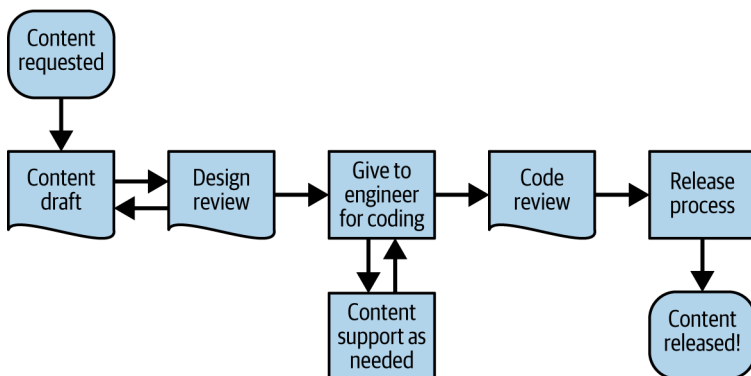 Content
requested
Content
draft
Design
review
Give to
engineer
for coding
Code
review
Release
process
Content
support as
needed
Content
released!